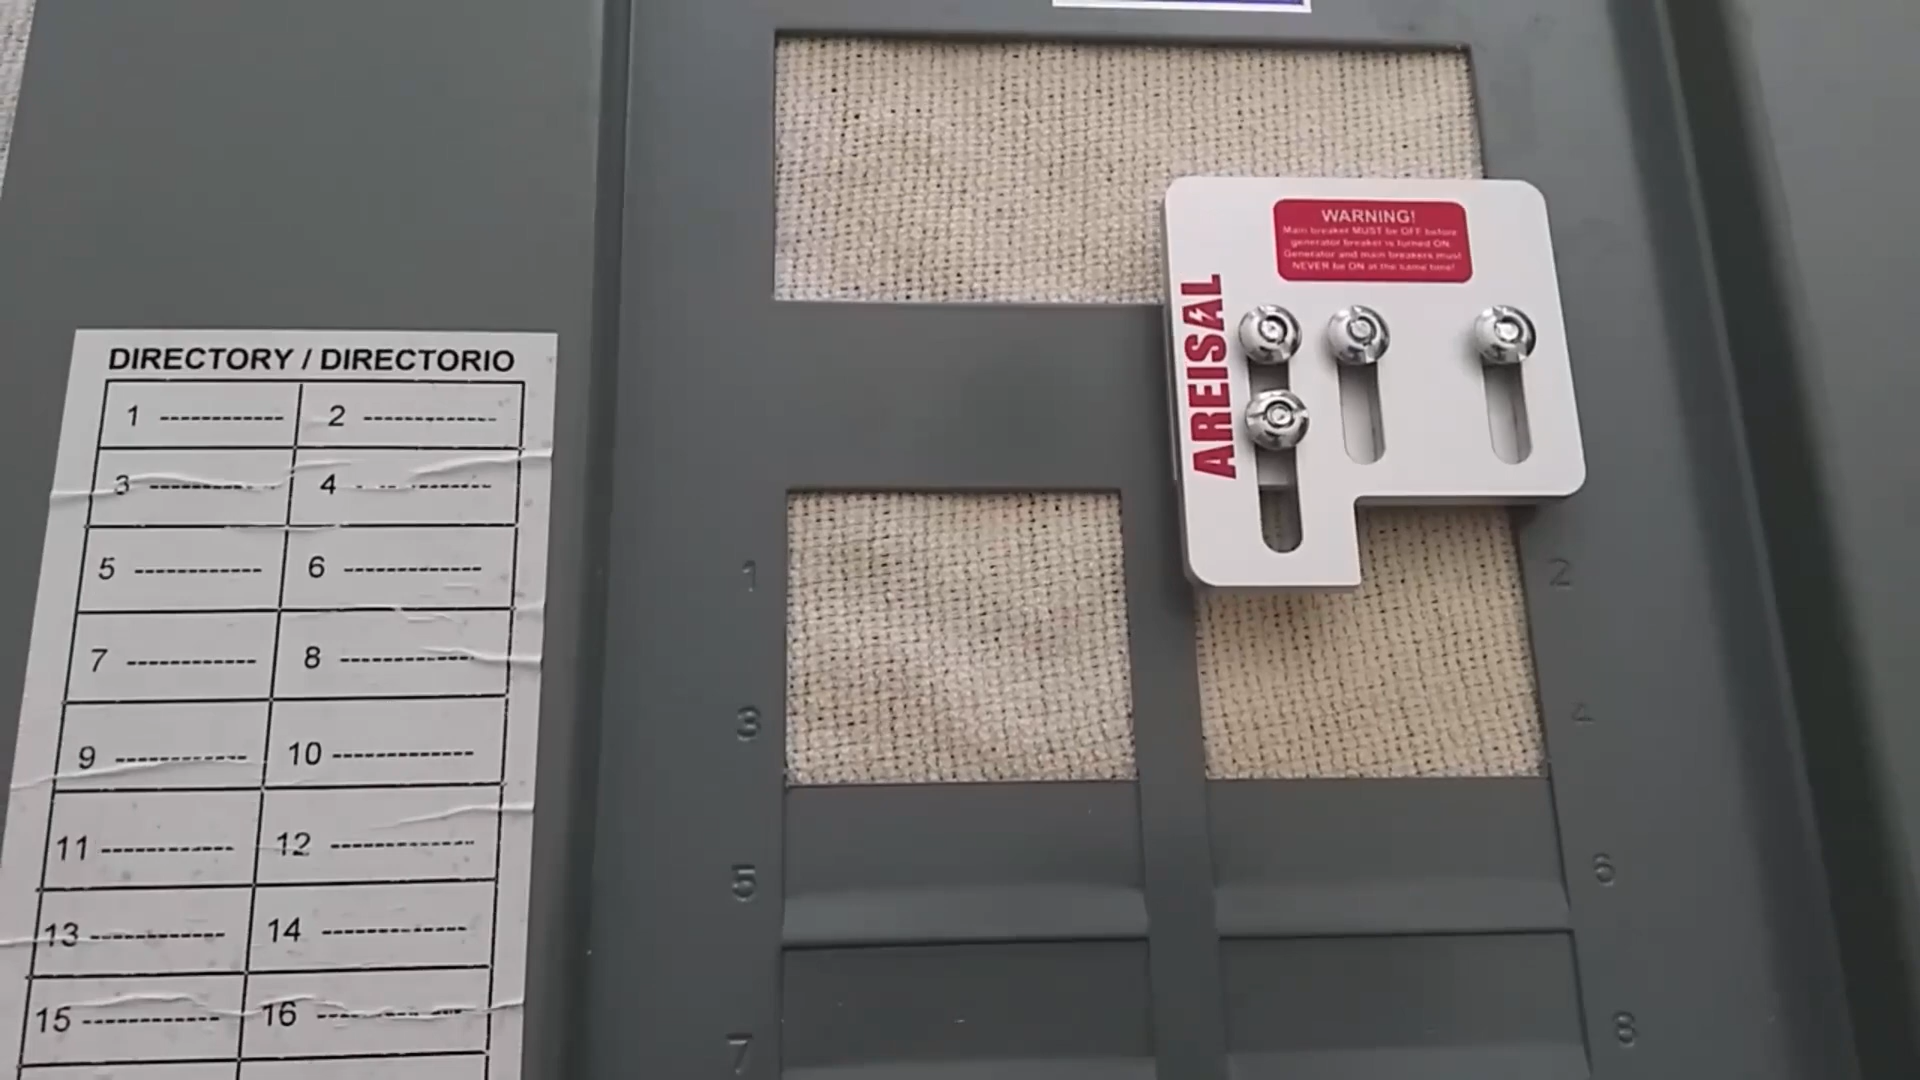 DIRECTORY / DIRECTORIO
1 2
3 4
5 6
7 8
9 10
11 12
13 14
15 16
WARNING!
Main breaker MUST be OFF before
generator breaker is turned ON.
Generator and main breakers must
NEVER be ON at the same time!
AREISAL
1 2
3 4
5 6
7 8